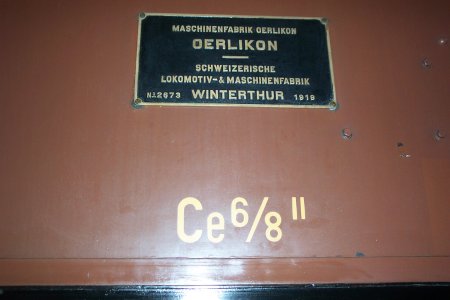 MASCHINENFABRIK OERLIKON
OERLIKON
SCHWEIZERISCHE
LOKOMOTIV-& MASCHINENFABRIK
No 2673 WINTERTHUR 1919
Ce 6/8 II